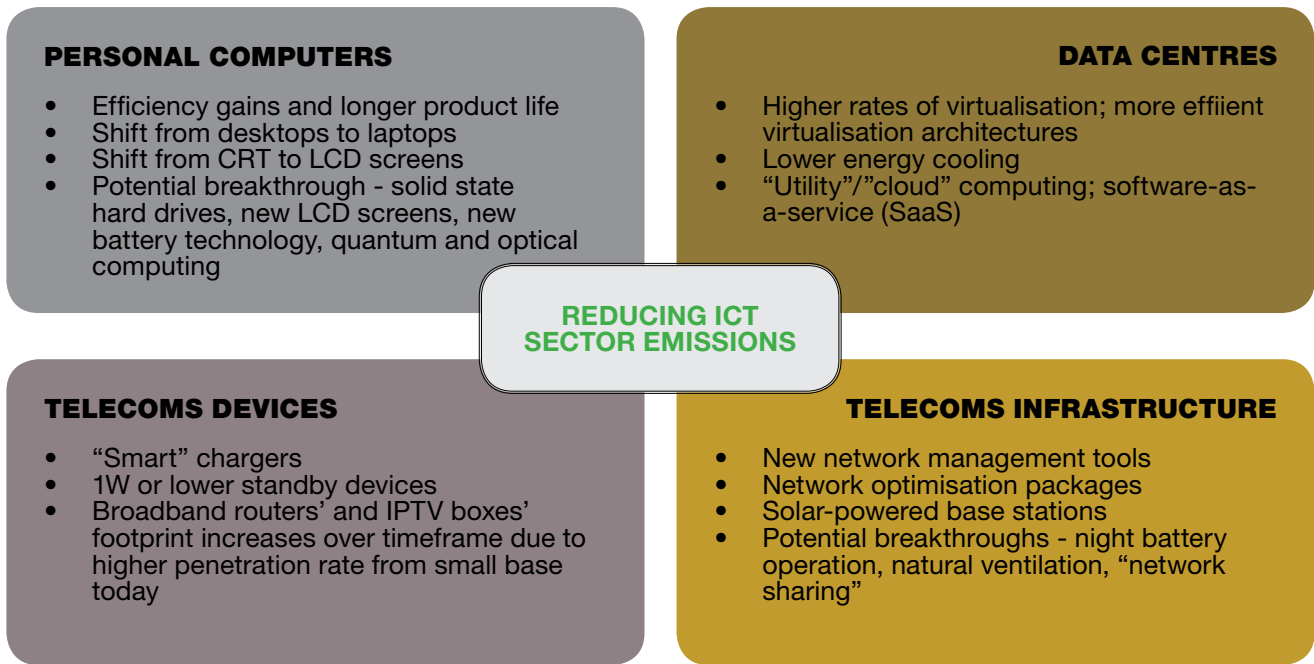 PERSONAL COMPUTERS
• Efficiency gains and longer product life
• Shift from desktops to laptops
• Shift from CRT to LCD screens
• Potential breakthrough - solid state
hard drives, new LCD screens, new
battery technology, quantum and optical
computing
DATA CENTRES
• Higher rates of virtualisation; more effiient
virtualisation architectures
• Lower energy cooling
• “Utility”/”cloud” computing; software-as-
a-service (SaaS)
REDUCING ICT
SECTOR EMISSIONS
TELECOMS DEVICES
• “Smart” chargers
• 1W or lower standby devices
• Broadband routers’ and IPTV boxes’
footprint increases over timeframe due to
higher penetration rate from small base
today
TELECOMS INFRASTRUCTURE
• New network management tools
• Network optimisation packages
• Solar-powered base stations
• Potential breakthroughs - night battery
operation, natural ventilation, “network
sharing”